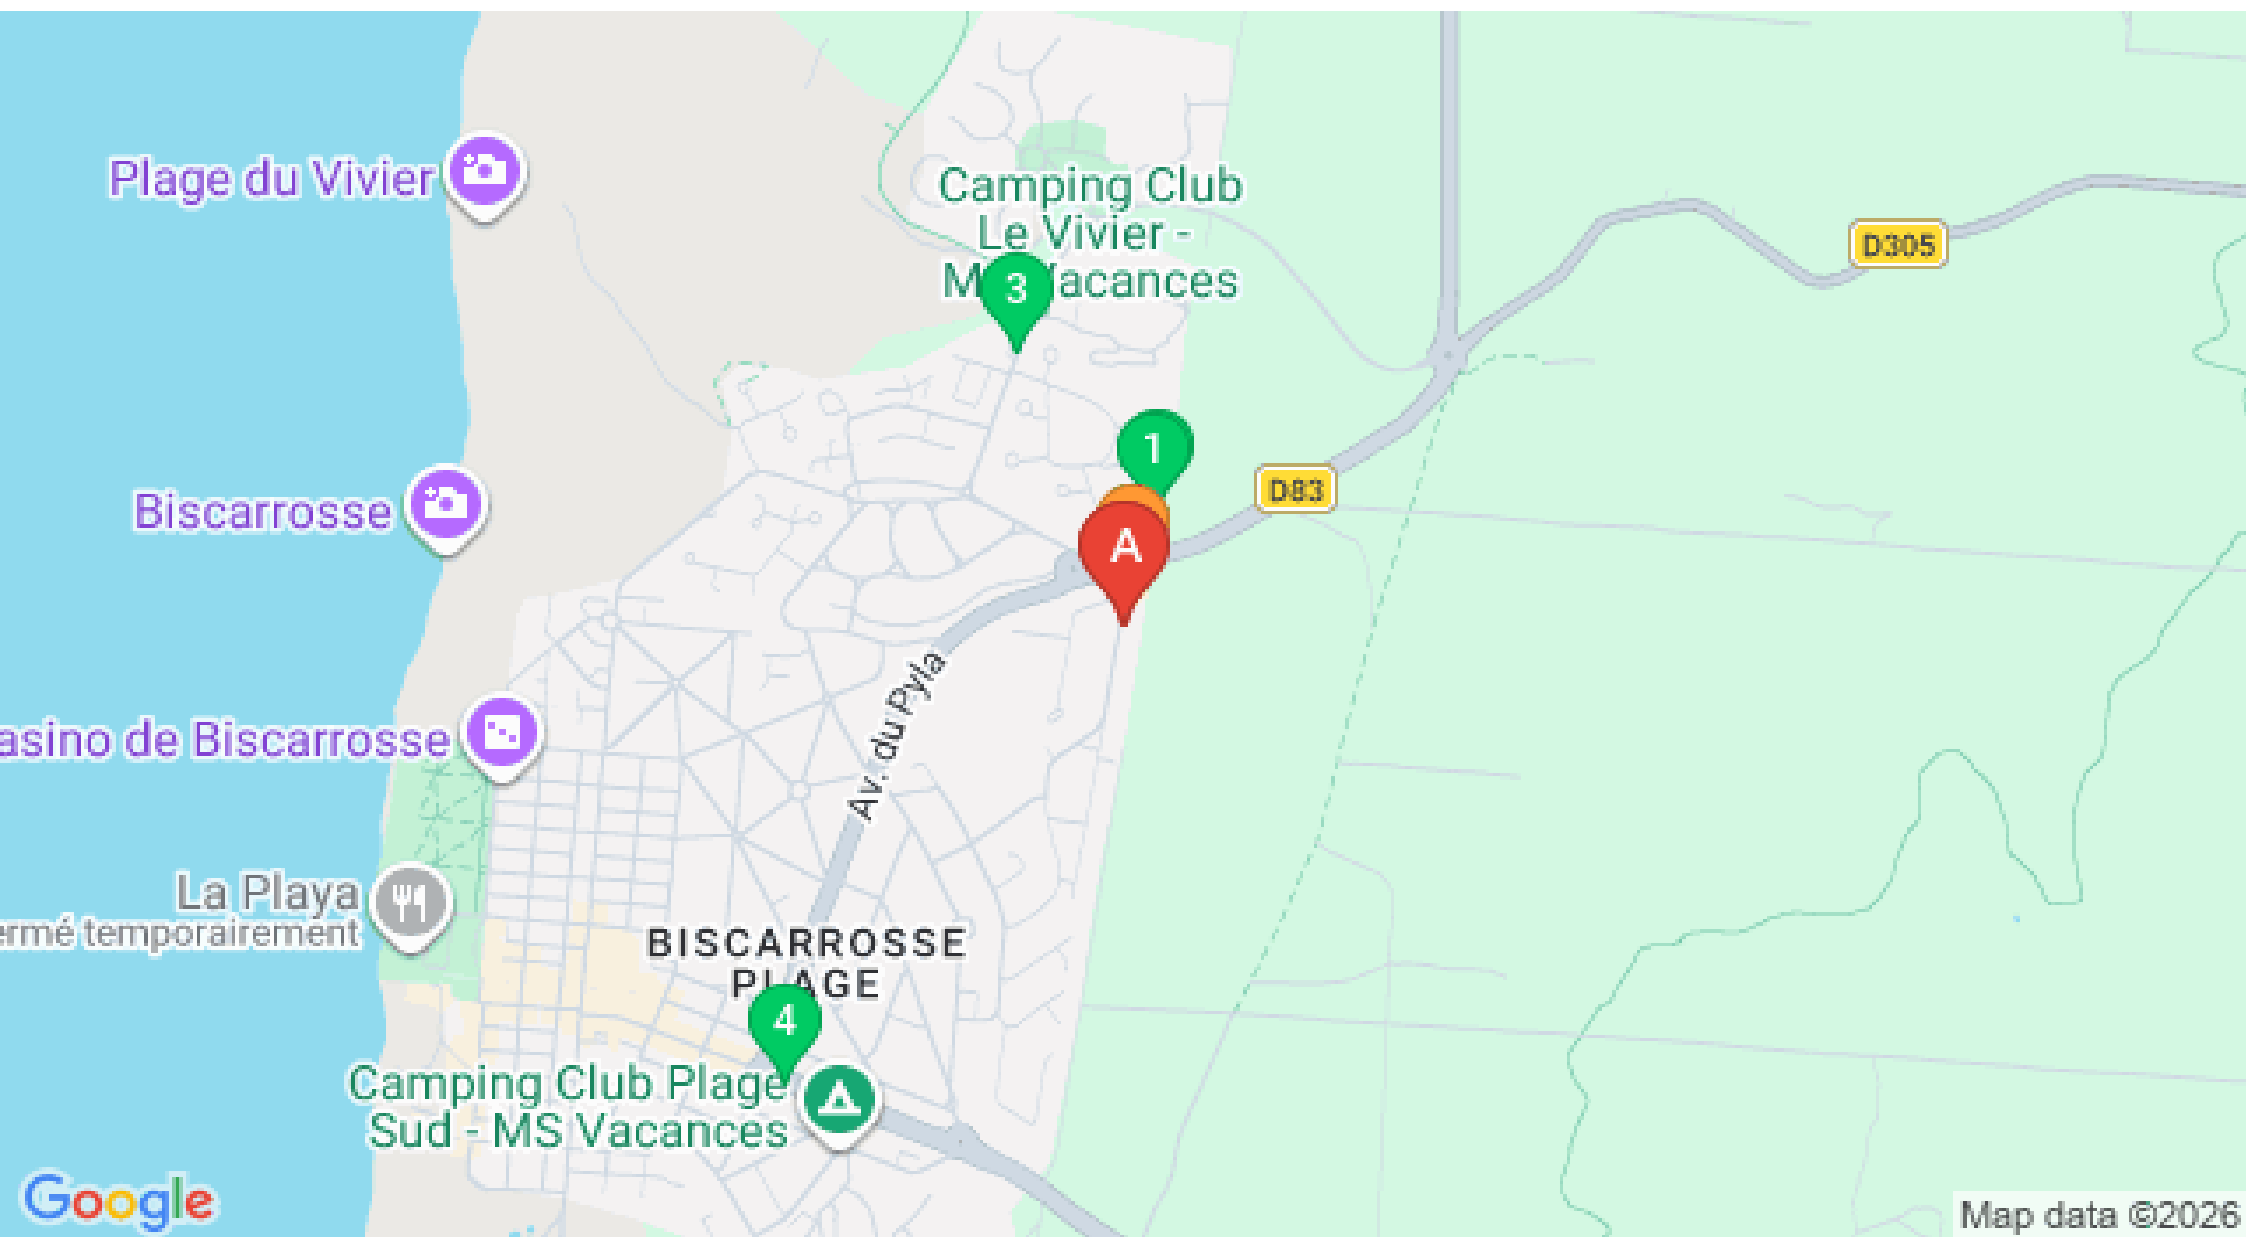 Plage du Vivier
Camping Club
Le Vivier -
acances
3
D305
Biscarrosse
1
D83
A
asino de Biscarrosse
Av. du Pyla
La Playa
ermé temporairement
BISCARROSSE
PLAGE
4
Camping Club Plage
Sud - MS Vacances
Google
Map data ©2026